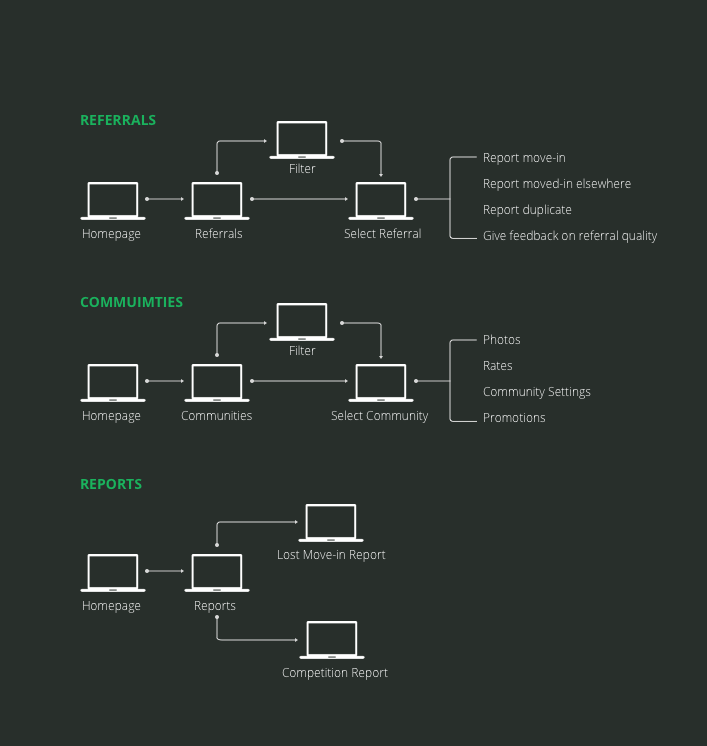 REFERRALS
Filter
Homepage
Referrals
Select Referral
Report move-in
Report moved-in elsewhere
Report duplicate
Give feedback on referral quality
COMMUIMTIES
Filter
Homepage
Communities
Select Community
Photos
Rates
Community Settings
Promotions
REPORTS
Lost Move-in Report
Homepage
Reports
Competition Report